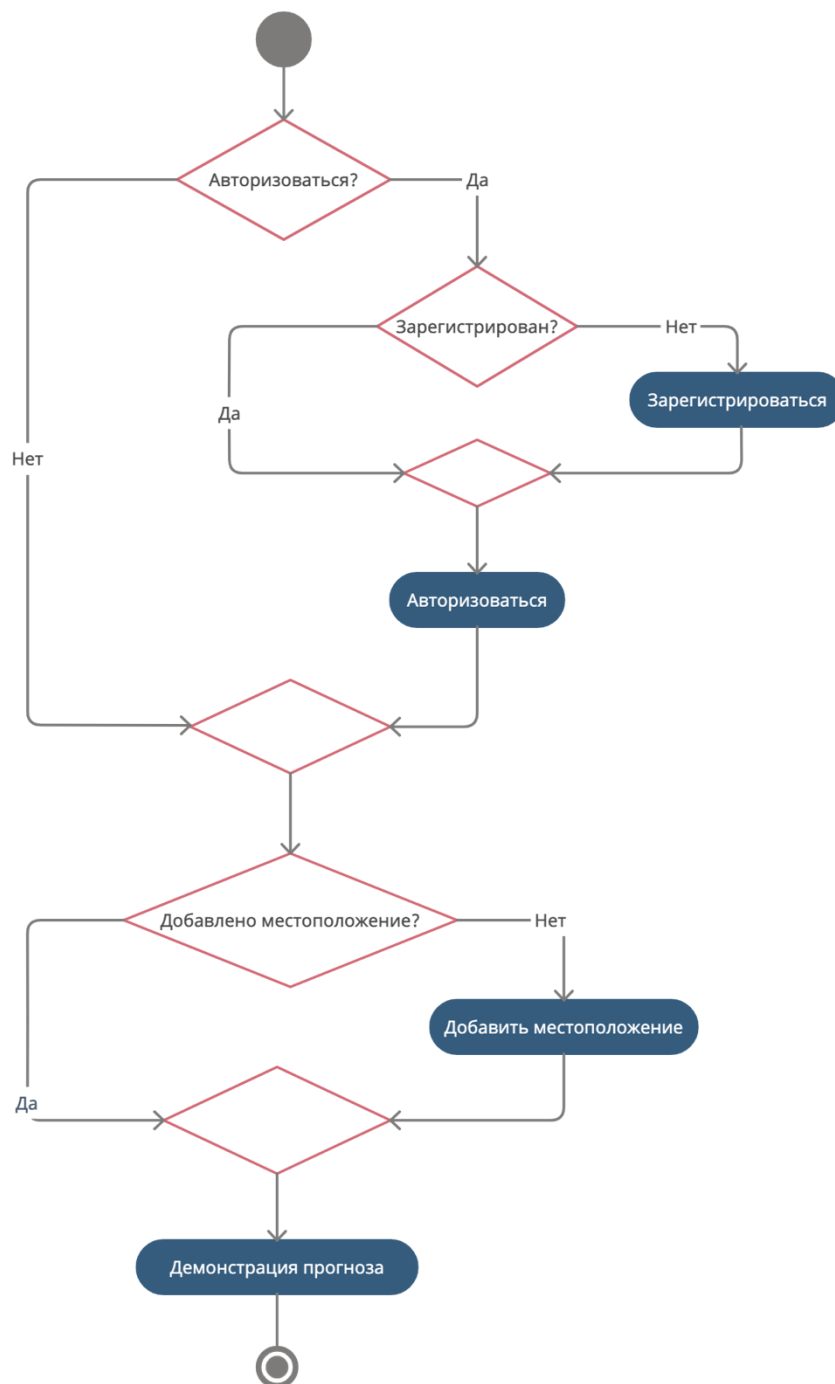 Авторизоваться?
Да
Зарегистрирован?
Нет
Зарегистрироваться
Да
Нет
Авторизоваться
Добавлено местоположение?
Нет
Добавить местоположение
Да
Демонстрация прогноза